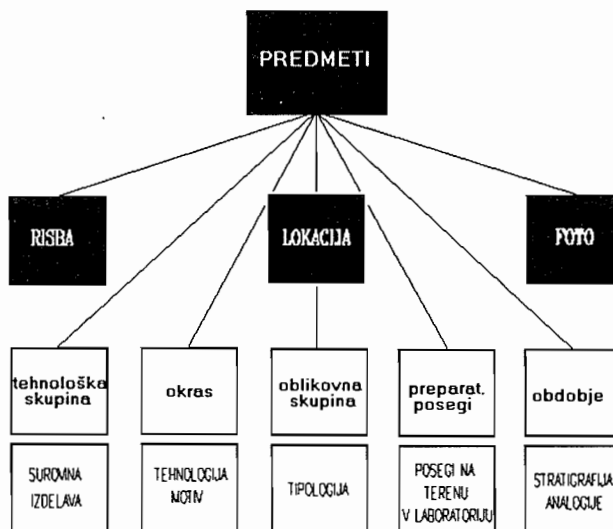 PREDMETI
RISBA
LOKACIJA
FOTO
tehnološka
skupina
okras
oblikovna
skupina
preparat.
posegi
obdobje
SUROVNA
IZDELAVA
TEHNOLOGIJA
MOTIV
TIPOLOGIJA
POSEGI NA
TERENU
V LABORATORIJU
STRATIGRAFIJA
ANALOGIJE